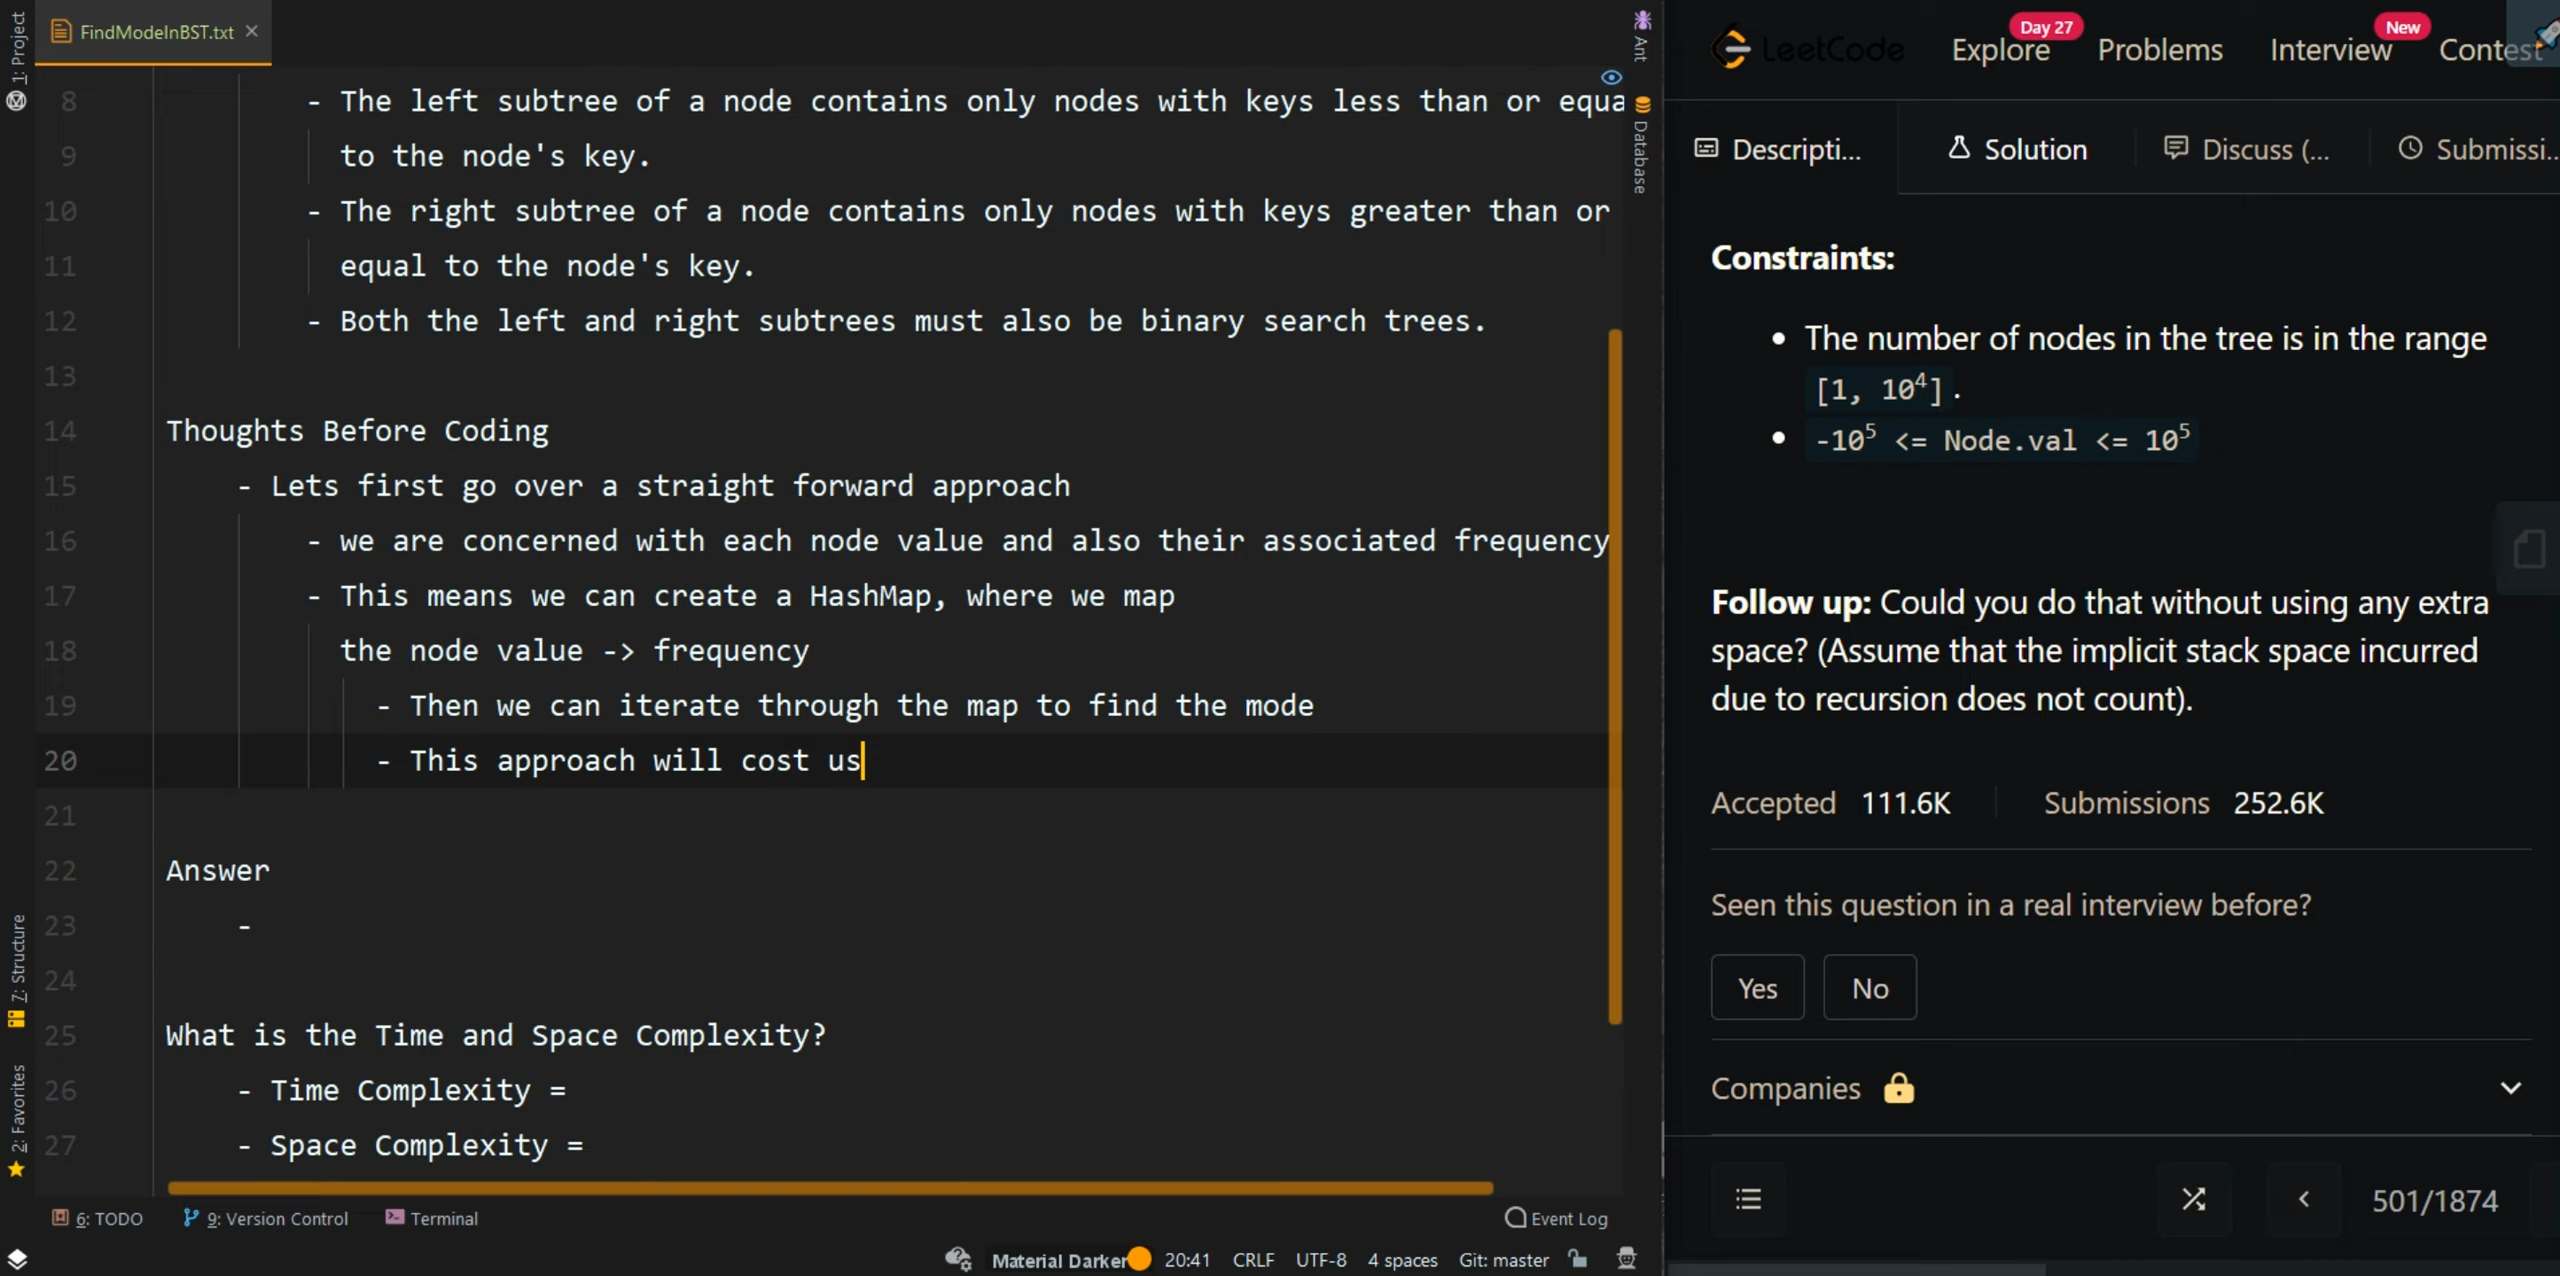 1: Project
FindModeInBST.txt
8 - The left subtree of a node contains only nodes with keys less than or equa
9 to the node's key.
10 - The right subtree of a node contains only nodes with keys greater than or
11 equal to the node's key.
12 - Both the left and right subtrees must also be binary search trees.
13
14 Thoughts Before Coding
15 - Lets first go over a straight forward approach
16 - we are concerned with each node value and also their associated frequency
17 - This means we can create a HashMap, where we map
18 the node value -> frequency
19 - Then we can iterate through the map to find the mode
20 - This approach will cost us
21
22 Answer
23 -
24
25 What is the Time and Space Complexity?
26 - Time Complexity =
27 - Space Complexity =
7: Structure
2: Favorites
Ant
Database
6: TODO 9: Version Control Terminal Event Log
Material Darker 20:41 CRLF UTF-8 4 spaces Git: master
LeetCode Explore Day 27 Problems Interview New Contest
Descripti... Solution Discuss (... Submissi...
Constraints:
• The number of nodes in the tree is in the range
[1, 10⁴].
• -10⁵ <= Node.val <= 10⁵
Follow up: Could you do that without using any extra
space? (Assume that the implicit stack space incurred
due to recursion does not count).
Accepted 111.6K Submissions 252.6K
Seen this question in a real interview before?
Yes No
Companies
501/1874